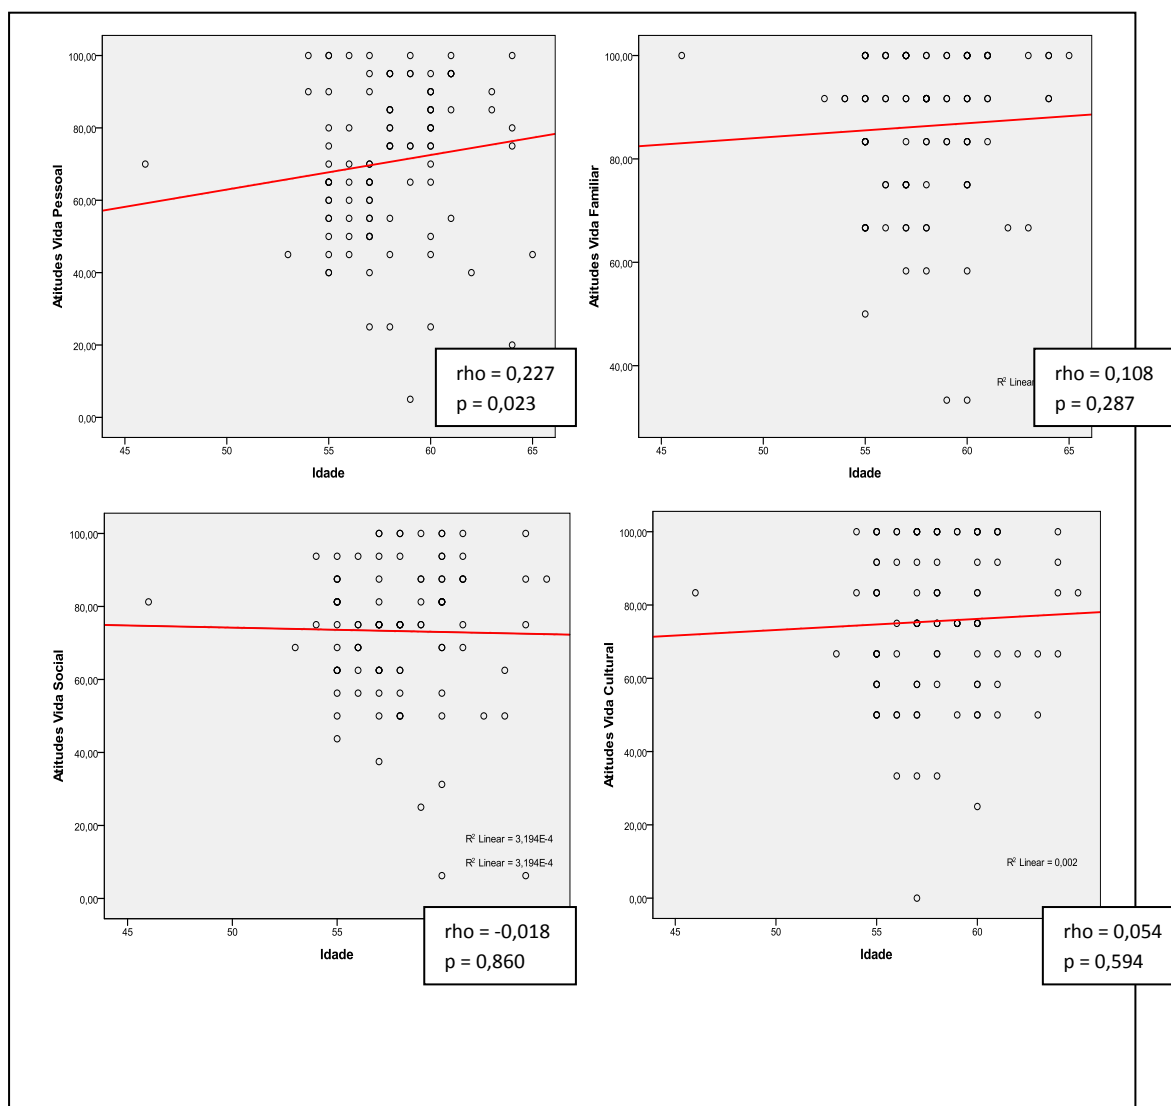 100,00
80,00
60,00
40,00
20,00
0,00
Atitudes Vida Pessoal
45
50
55
60
65
Idade
rho = 0,227
p = 0,023
100,00
80,00
60,00
40,00
Atitudes Vida Familiar
R² Linea
45
50
55
60
65
Idade
rho = 0,108
p = 0,287
100,00
80,00
60,00
40,00
20,00
0,00
Atitudes Vida Social
R² Linear = 3,194E-4
R² Linear = 3,194E-4
45
50
55
Idade
rho = -0,018
p = 0,860
100,00
80,00
60,00
40,00
20,00
0,00
Atitudes Vida Cultural
R² Linear = 0,002
45
50
55
60
Idade
rho = 0,054
p = 0,594